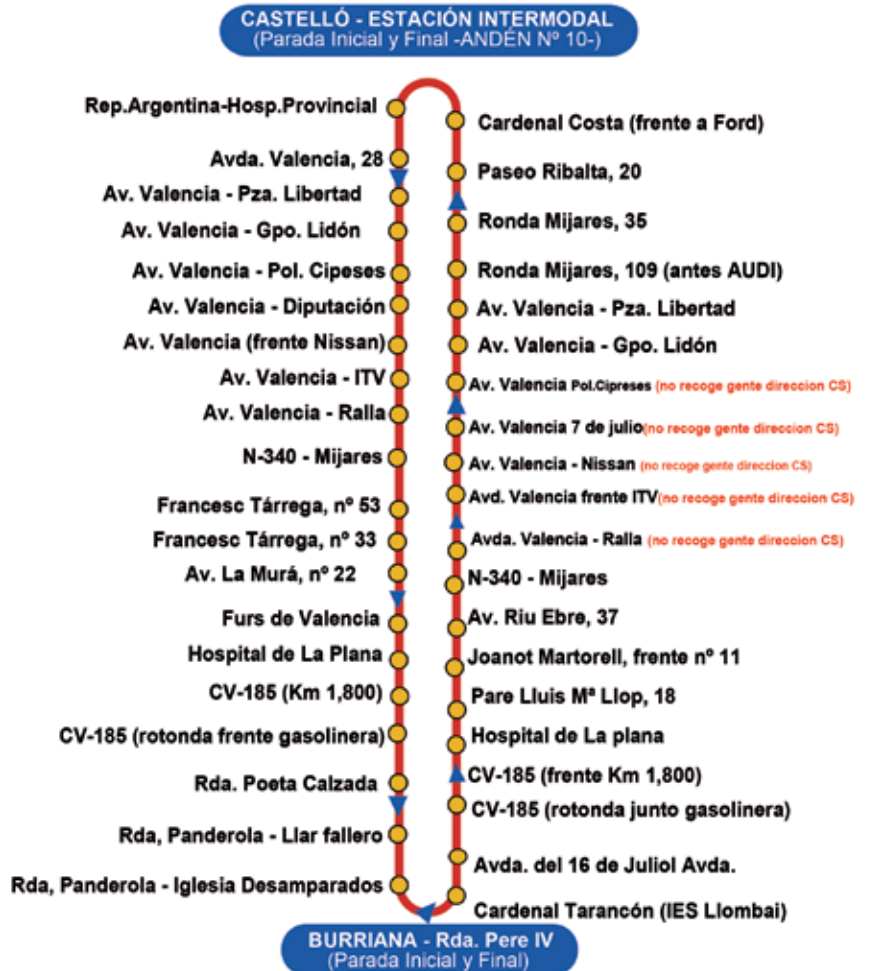 CASTELLÓ - ESTACIÓN INTERMODAL
(Parada Inicial y Final -ANDÉN Nº 10-)
Rep.Argentina-Hosp.Provincial
Avda. Valencia, 28
Av. Valencia - Pza. Libertad
Av. Valencia - Gpo. Lidón
Av. Valencia - Pol. Cipeses
Av. Valencia - Diputación
Av. Valencia (frente Nissan)
Av. Valencia - ITV
Av. Valencia - Ralla
N-340 - Mijares
Francesc Tárrega, nº 53
Francesc Tárrega, nº 33
Av. La Murá, nº 22
Furs de Valencia
Hospital de La Plana
CV-185 (Km 1,800)
CV-185 (rotonda frente gasolinera)
Rda. Poeta Calzada
Rda, Panderola - Llar fallero
Rda, Panderola - Iglesia Desamparados
Cardenal Costa (frente a Ford)
Paseo Ribalta, 20
Ronda Mijares, 35
Ronda Mijares, 109 (antes AUDI)
Av. Valencia - Pza. Libertad
Av. Valencia - Gpo. Lidón
Av. Valencia Pol.Cipreses (no recoge gente direccion CS)
Av. Valencia 7 de julio(no recoge gente direccion CS)
Av. Valencia - Nissan (no recoge gente direccion CS)
Avd. Valencia frente ITV(no recoge gente direccion CS)
Avda. Valencia - Ralla (no recoge gente direccion CS)
N-340 - Mijares
Av. Riu Ebre, 37
Joanot Martorell, frente nº 11
Pare Lluis Mª Llop, 18
Hospital de La plana
CV-185 (frente Km 1,800)
CV-185 (rotonda junto gasolinera)
Avda. del 16 de Juliol Avda.
Cardenal Tarancón (IES Llombai)
BURRIANA - Rda. Pere IV
(Parada Inicial y Final)